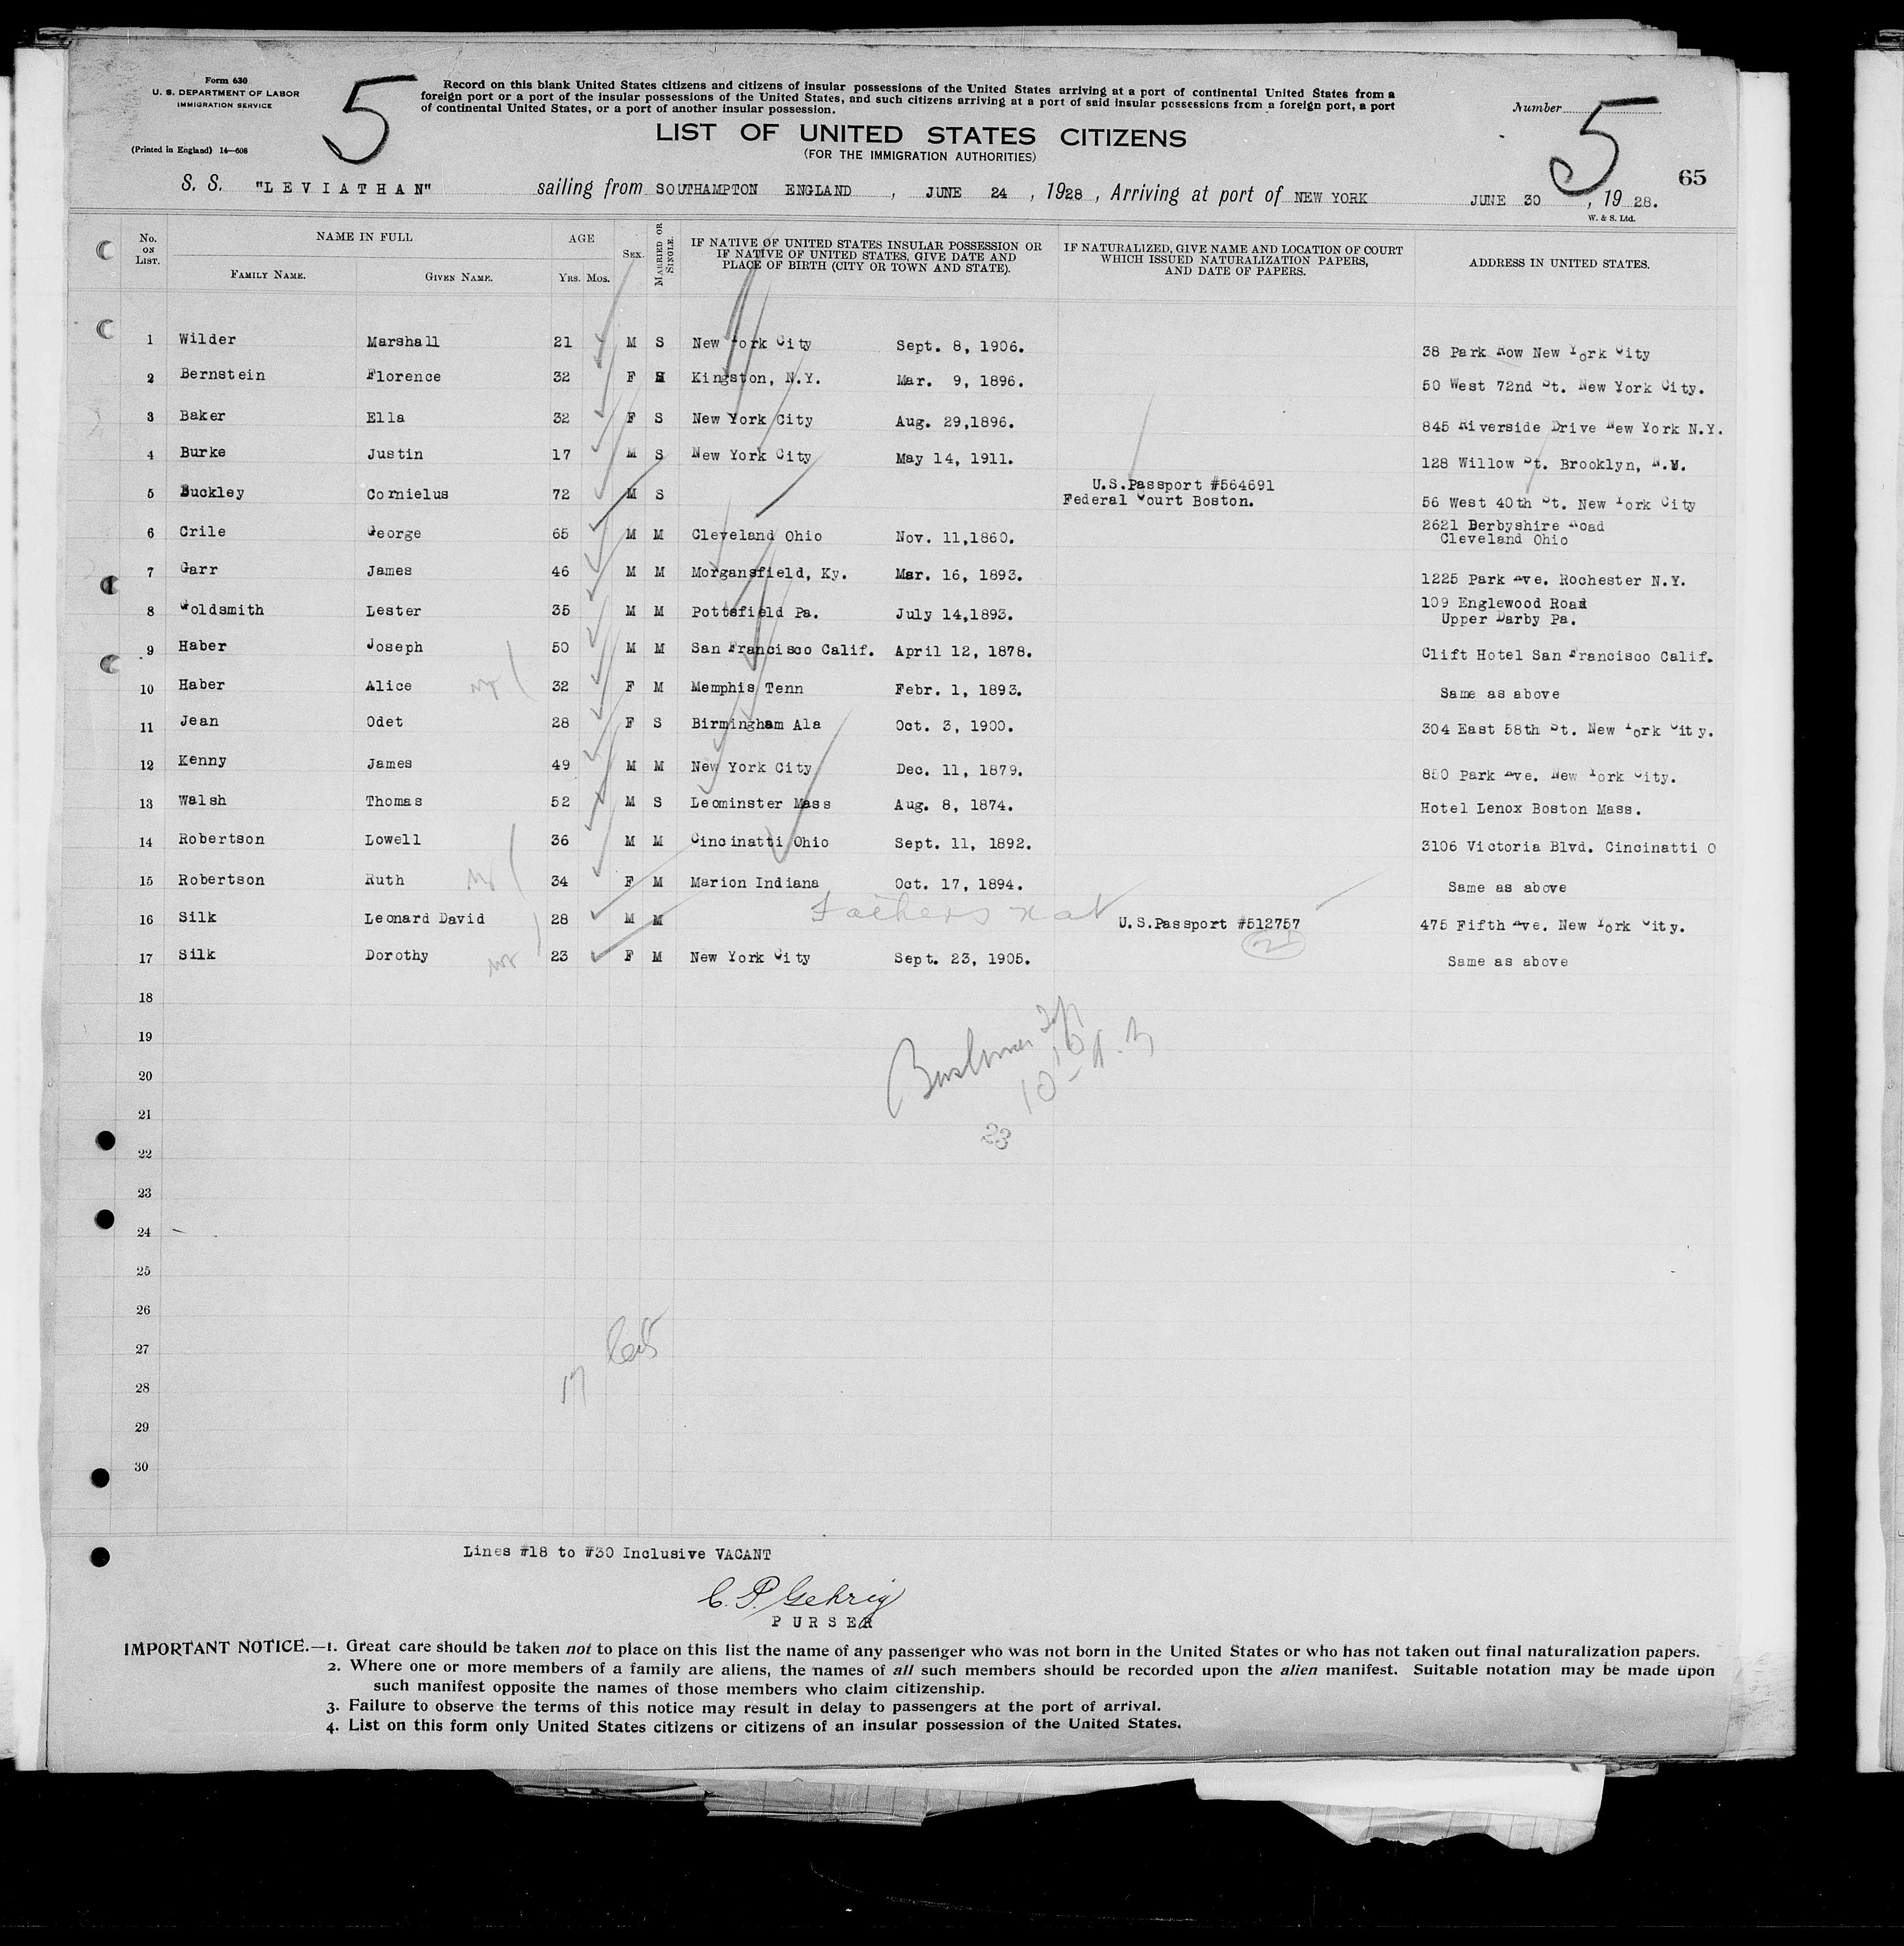 Form 630
U. S. DEPARTMENT OF LABOR
IMMIGRATION SERVICE
(Printed in England) 14—608
5
Record on this blank United States citizens and citizens of insular possessions of the United States arriving at a port of continental United States from a
foreign port or a port of the insular possessions of the United States, and such citizens arriving at a port of said insular possessions from a foreign port, a port
of continental United States, or a port of another insular possession.
Number 5
LIST OF UNITED STATES CITIZENS
(FOR THE IMMIGRATION AUTHORITIES)
65
S. S. "LEVIATHAN" sailing from SOUTHAMPTON ENGLAND, JUNE 24, 1928, Arriving at port of NEW YORK JUNE 30, 1928.
W. & S. Ltd.
No. ON LIST. NAME IN FULL AGE SEX. MARRIED OR SINGLE. IF NATIVE OF UNITED STATES INSULAR POSSESSION OR IF NATIVE OF UNITED STATES, GIVE DATE AND PLACE OF BIRTH (CITY OR TOWN AND STATE). IF NATURALIZED, GIVE NAME AND LOCATION OF COURT WHICH ISSUED NATURALIZATION PAPERS, AND DATE OF PAPERS. ADDRESS IN UNITED STATES.
FAMILY NAME. GIVEN NAME. YRS. MOS.
1 Wilder Marshall 21 M S New York City Sept. 8, 1906. 38 Park Row New York City
2 Bernstein Florence 32 F Kingston, N.Y. Mar. 9, 1896. 50 West 72nd St. New York City.
3 Baker Ella 32 F S New York City Aug. 29,1896. 845 Riverside Drive New York N.Y.
4 Burke Justin 17 M S New York City May 14, 1911. 128 Willow St. Brooklyn, N.Y.
5 Buckley Cornielus 72 M S U.S.Passport #564691 Federal Court Boston. 56 West 40th St. New York City
6 Crile George 65 M M Cleveland Ohio Nov. 11,1860. 2621 Derbyshire Road Cleveland Ohio
7 Garr James 46 M M Morgansfield, Ky. Mar. 16, 1893. 1225 Park Ave. Rochester N.Y.
8 Goldsmith Lester 35 M M Pottsfield Pa. July 14,1893. 109 Englewood Road Upper Darby Pa.
9 Haber Joseph 50 M M San Francisco Calif. April 12, 1878. Clift Hotel San Francisco Calif.
10 Haber Alice 32 F M Memphis Tenn Febr. 1, 1893. Same as above
11 Jean Odet 28 F S Birmingham Ala Oct. 3, 1900. 304 East 58th St. New York City.
12 Kenny James 49 M M New York City Dec. 11, 1879. 850 Park Ave. New York City.
13 Walsh Thomas 52 M S Leominster Mass Aug. 8, 1874. Hotel Lenox Boston Mass.
14 Robertson Lowell 36 M M Cincinatti Ohio Sept. 11, 1892. 3106 Victoria Blvd. Cincinatti O
15 Robertson Ruth 34 F M Marion Indiana Oct. 17, 1894. Same as above
16 Silk Leonard David 28 M M Fathers nat U.S.Passport #512757 475 Fifth Ave. New York City.
17 Silk Dorothy 23 F M New York City Sept. 23, 1905. Same as above
18
19
20
21
22
23
24
25
26
27
28
29
30
23
17
Lines #18 to #30 Inclusive VACANT
C. P. Gehrig
PURSER
IMPORTANT NOTICE.—1. Great care should be taken not to place on this list the name of any passenger who was not born in the United States or who has not taken out final naturalization papers.
2. Where one or more members of a family are aliens, the names of all such members should be recorded upon the alien manifest. Suitable notation may be made upon
such manifest opposite the names of those members who claim citizenship.
3. Failure to observe the terms of this notice may result in delay to passengers at the port of arrival.
4. List on this form only United States citizens or citizens of an insular possession of the United States.